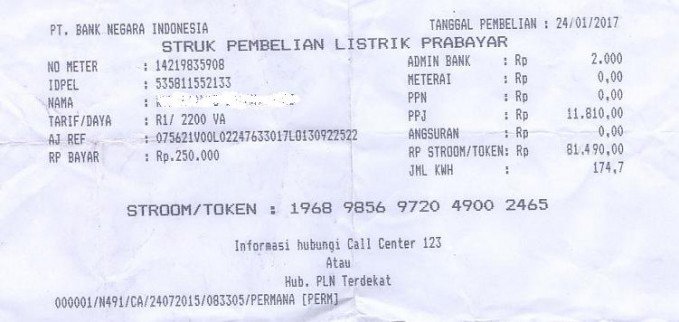 PT. BANK NEGARA INDONESIA
TANGGAL PEMBELIAN : 24/01/2017
STRUK PEMBELIAN LISTRIK PRABAYAR
NO METER : 14219835908
IDPEL : 535811552133
NAMA :
TARIF/DAYA : R1/ 2200 VA
AJ REF : 075621V00L02247633017L0130922522
RP BAYAR : Rp.250.000
ADMIN BANK : Rp 2.000
METERAI : Rp 0,00
PPN : Rp 0,00
PPJ : Rp 11.810,00
ANGSURAN : Rp 0,00
RP STROOM/TOKEN: Rp 81.490,00
JML KWH : 174,7
STROOM/TOKEN : 1968 9856 9720 4900 2465
Informasi hubungi Call Center 123
Atau
Hub. PLN Terdekat
000001/N491/CA/24072015/083305/PERMANA [PERM]